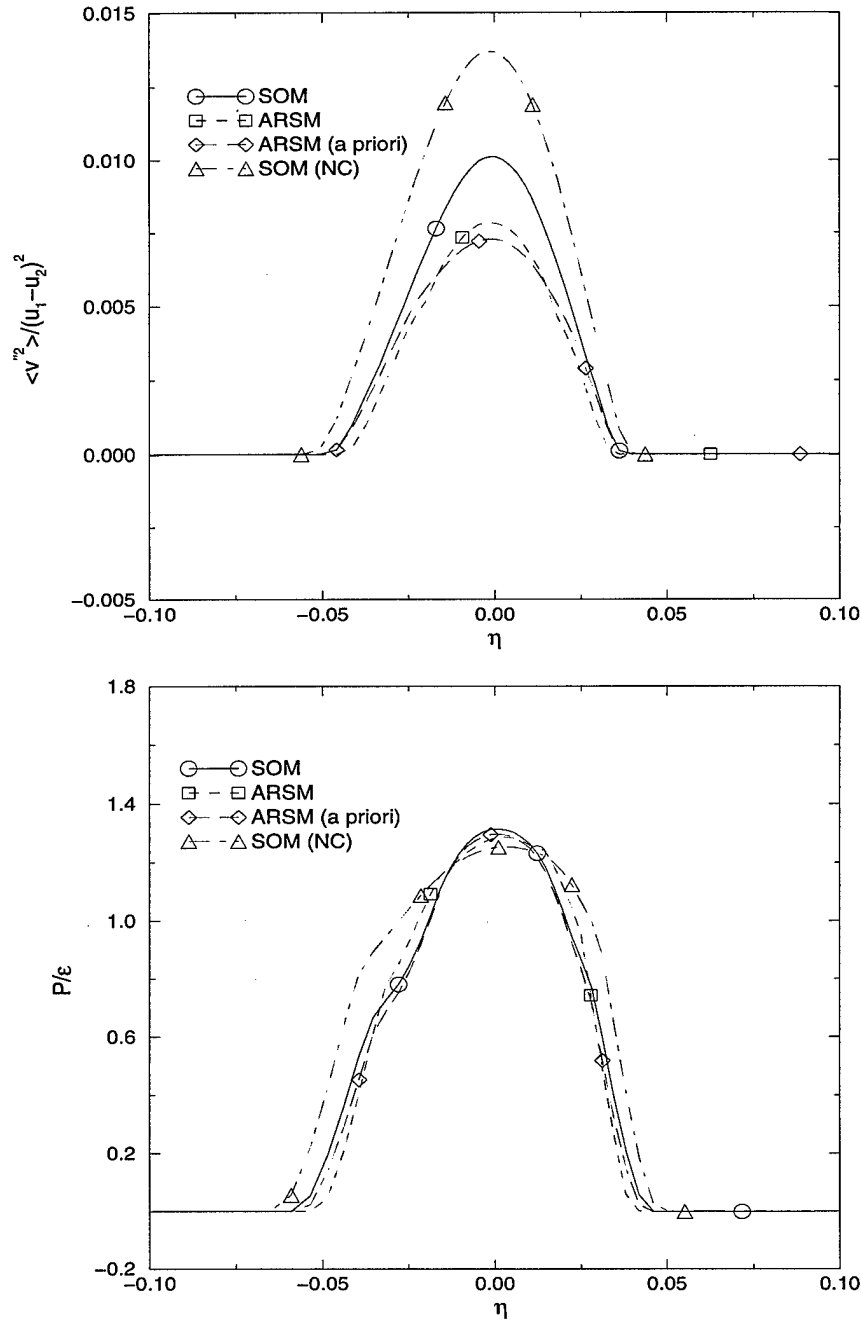 0.015
0.010
0.005
0.000
−0.005
<v''²>/(u₁−u₂)²
SOM
ARSM
ARSM (a priori)
SOM (NC)
−0.10
−0.05
0.00
0.05
0.10
η
1.8
1.4
1.0
0.6
0.2
−0.2
P/ε
SOM
ARSM
ARSM (a priori)
SOM (NC)
−0.10
−0.05
0.00
0.05
0.10
η